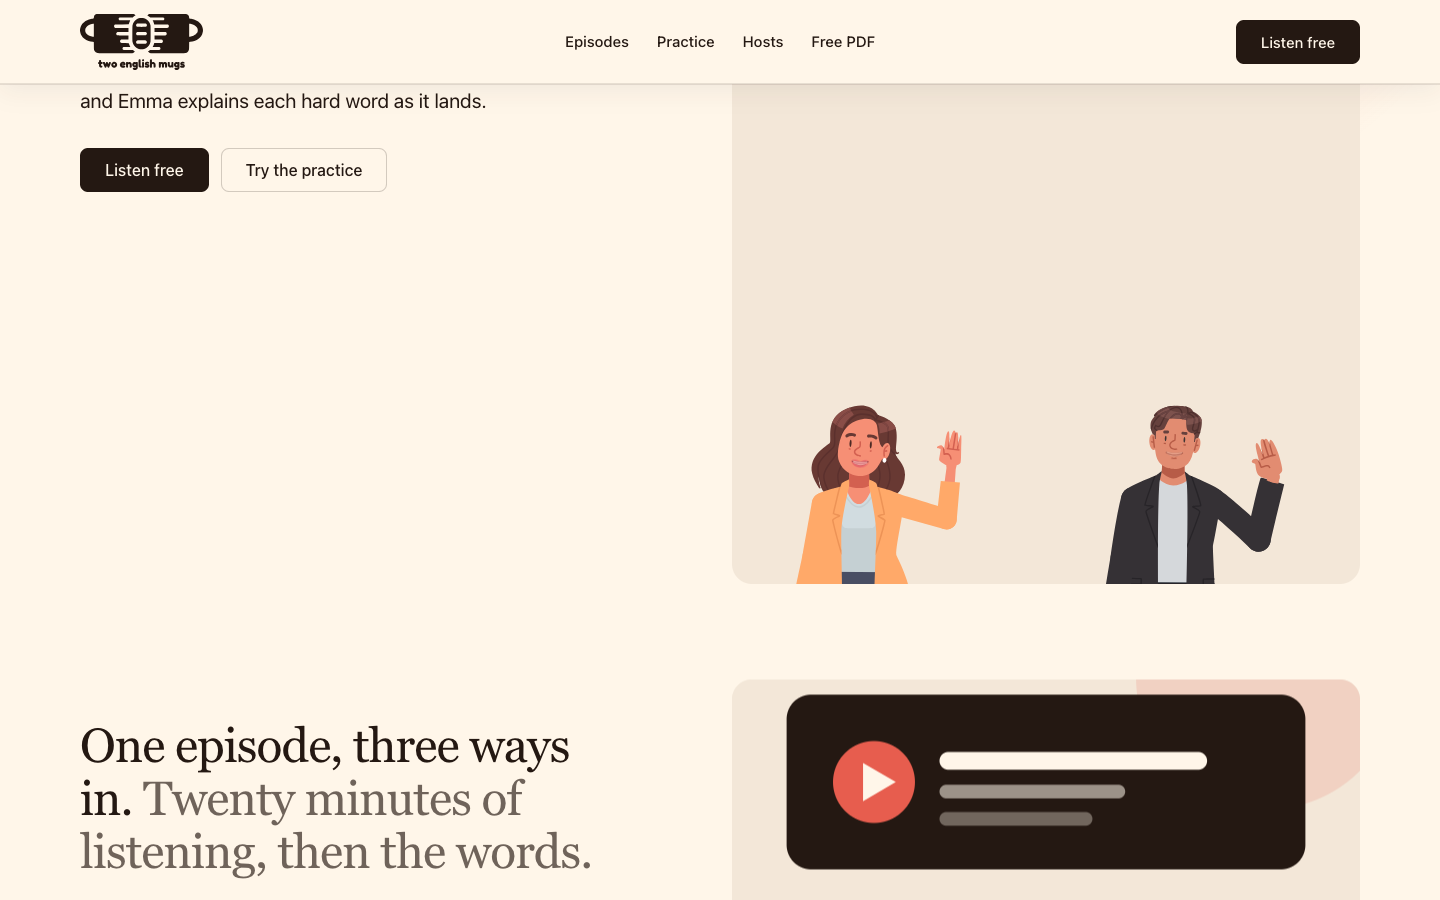 two english mugs
Episodes
Practice
Hosts
Free PDF
Listen free
and Emma explains each hard word as it lands.
Listen free
Try the practice
One episode, three ways
in. Twenty minutes of
listening, then the words.